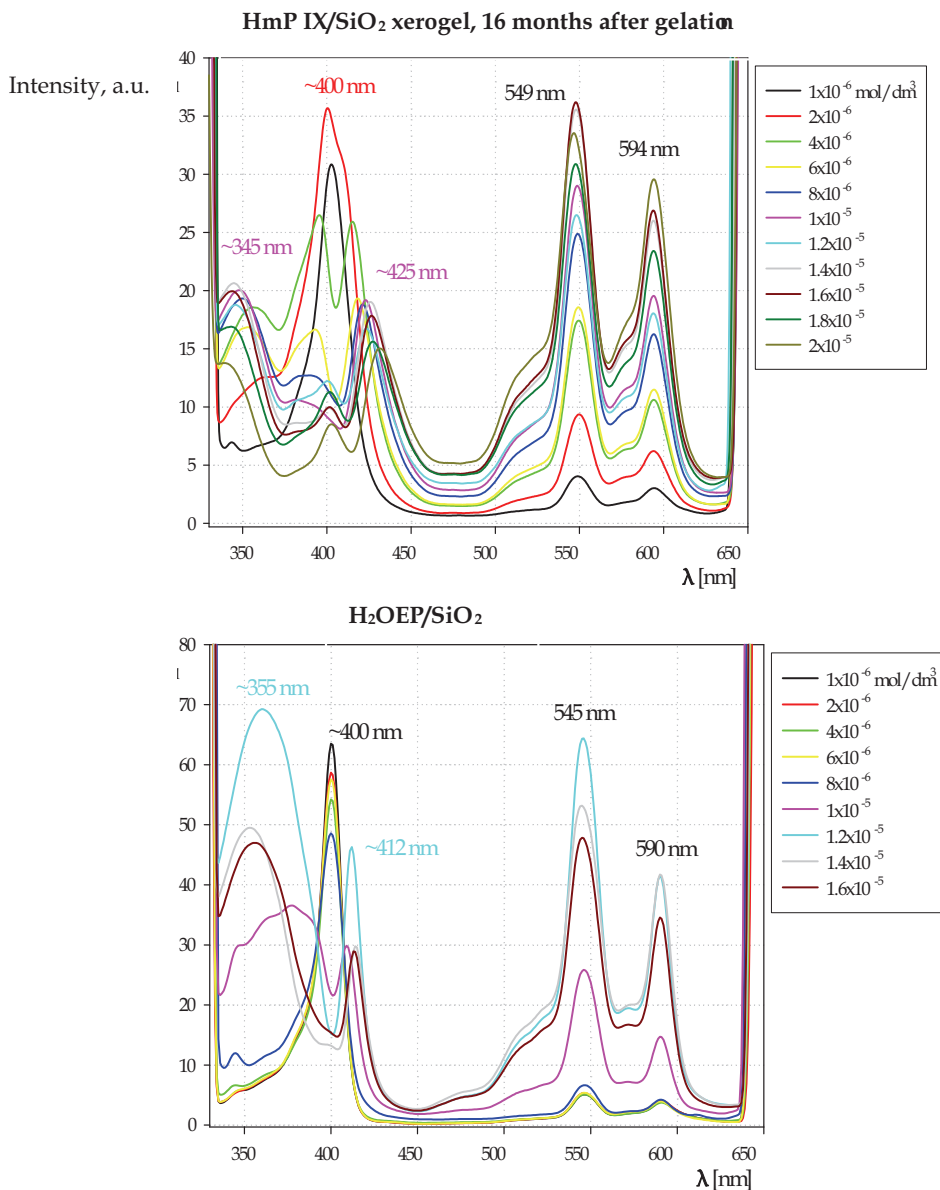 HmP IX/SiO₂ xerogel, 16 months after gelation
Intensity, a.u.
40
35
30
25
20
15
10
5
0
~400 nm
549 nm
594 nm
~345 nm
~425 nm
350 400 450 500 550 600 650
λ [nm]
1x10⁻⁶ mol/dm³
2x10⁻⁶
4x10⁻⁶
6x10⁻⁶
8x10⁻⁶
1x10⁻⁵
1.2x10⁻⁵
1.4x10⁻⁵
1.6x10⁻⁵
1.8x10⁻⁵
2x10⁻⁵
H₂OEP/SiO₂
80
70
60
50
40
30
20
10
0
~355 nm
~400 nm
545 nm
~412 nm
590 nm
350 400 450 500 550 600 650
λ [nm]
1x10⁻⁶ mol/dm³
2x10⁻⁶
4x10⁻⁶
6x10⁻⁶
8x10⁻⁶
1x10⁻⁵
1.2x10⁻⁵
1.4x10⁻⁵
1.6x10⁻⁵